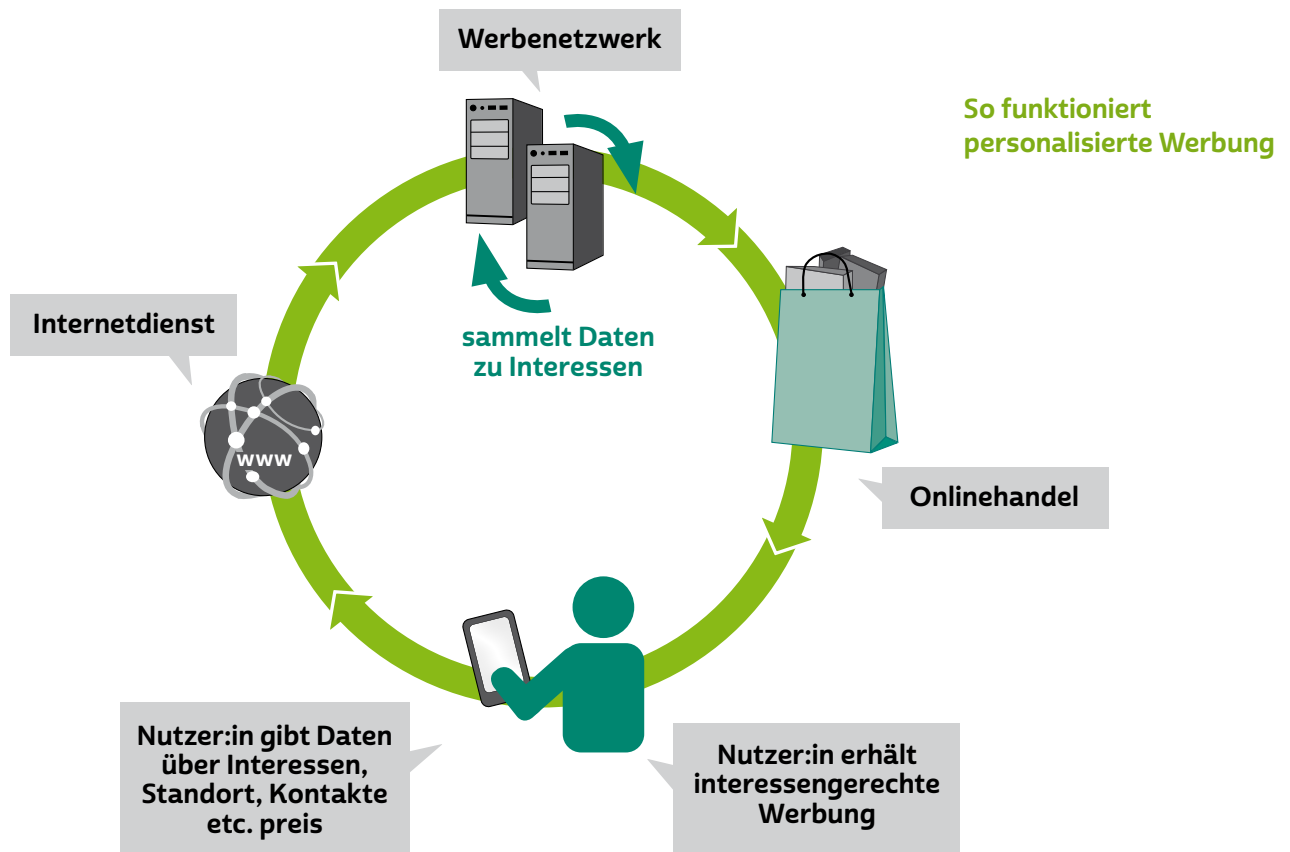 Werbenetzwerk
So funktioniert
personalisierte Werbung
Internetdienst
sammelt Daten
zu Interessen
www
Onlinehandel
Nutzer:in gibt Daten
über Interessen,
Standort, Kontakte
etc. preis
Nutzer:in erhält
interessengerechte
Werbung